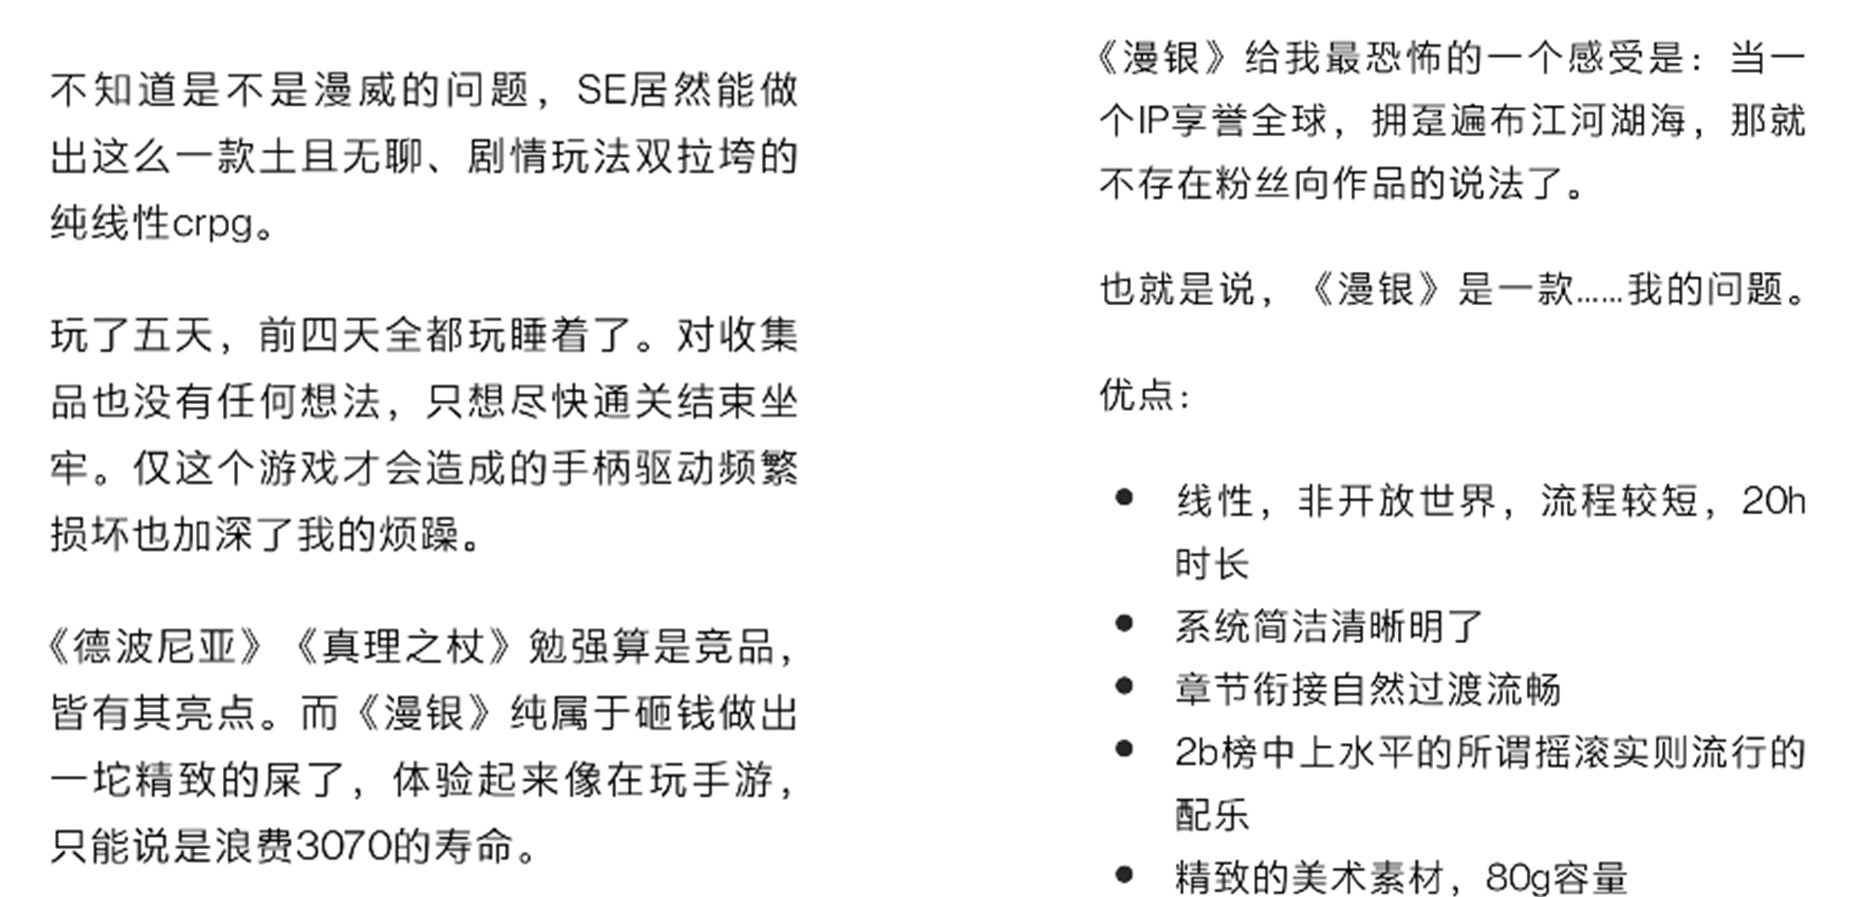 不知道是不是漫威的问题，SE居然能做
出这么一款土且无聊、剧情玩法双拉垮的
纯线性crpg。
玩了五天，前四天全都玩睡着了。对收集
品也没有任何想法，只想尽快通关结束坐
牢。仅这个游戏才会造成的手柄驱动频繁
损坏也加深了我的烦躁。
《德波尼亚》《真理之杖》勉强算是竞品，
皆有其亮点。而《漫银》纯属于砸钱做出
一坨精致的屎了，体验起来像在玩手游，
只能说是浪费3070的寿命。
《漫银》给我最恐怖的一个感受是：当一
个IP享誉全球，拥趸遍布江河湖海，那就
不存在粉丝向作品的说法了。
也就是说，《漫银》是一款……我的问题。
优点：
● 线性，非开放世界，流程较短，20h
时长
● 系统简洁清晰明了
● 章节衔接自然过渡流畅
● 2b榜中上水平的所谓摇滚实则流行的
配乐
● 精致的美术素材，80g容量